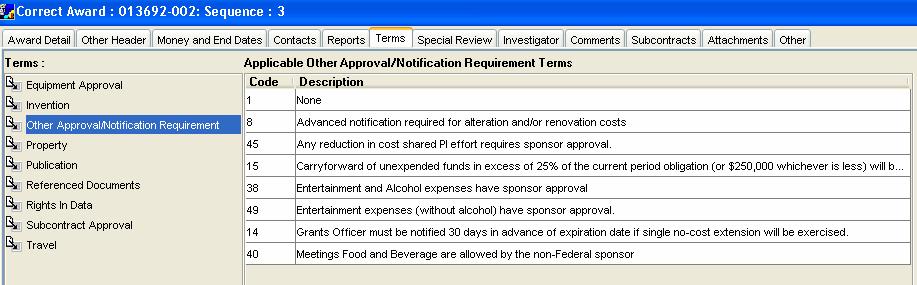 Correct Award : 013692-002: Sequence : 3
Award Detail Other Header Money and End Dates Contacts Reports Terms Special Review Investigator Comments Subcontracts Attachments Other
Terms :
Equipment Approval
Invention
Other Approval/Notification Requirement
Property
Publication
Referenced Documents
Rights In Data
Subcontract Approval
Travel
Applicable Other Approval/Notification Requirement Terms
Code Description
1 None
8 Advanced notification required for alteration and/or renovation costs
45 Any reduction in cost shared PI effort requires sponsor approval.
15 Carryforward of unexpended funds in excess of 25% of the current period obligation (or $250,000 whichever is less) will b...
38 Entertainment and Alcohol expenses have sponsor approval
49 Entertainment expenses (without alcohol) have sponsor approval.
14 Grants Officer must be notified 30 days in advance of expiration date if single no-cost extension will be exercised.
40 Meetings Food and Beverage are allowed by the non-Federal sponsor